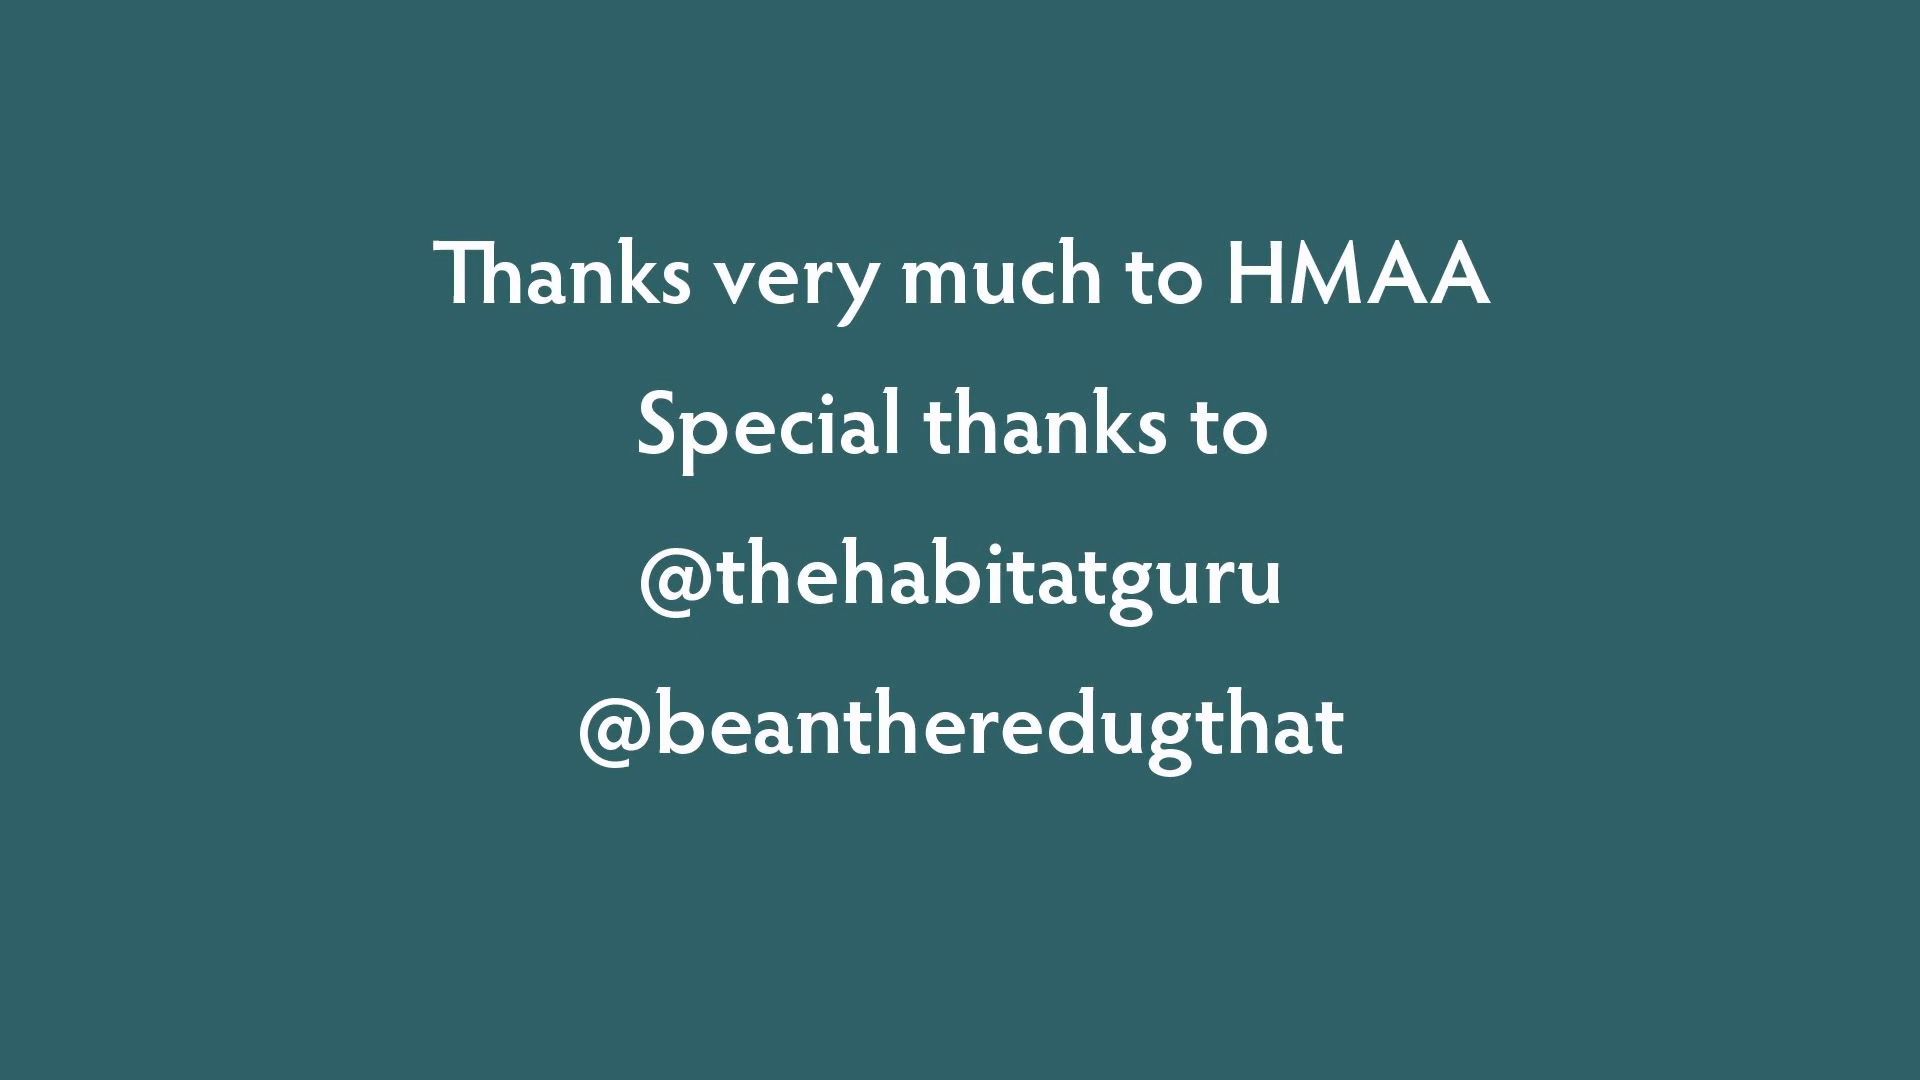 Thanks very much to HMAA
Special thanks to
@thehabitatguru
@beantheredugthat